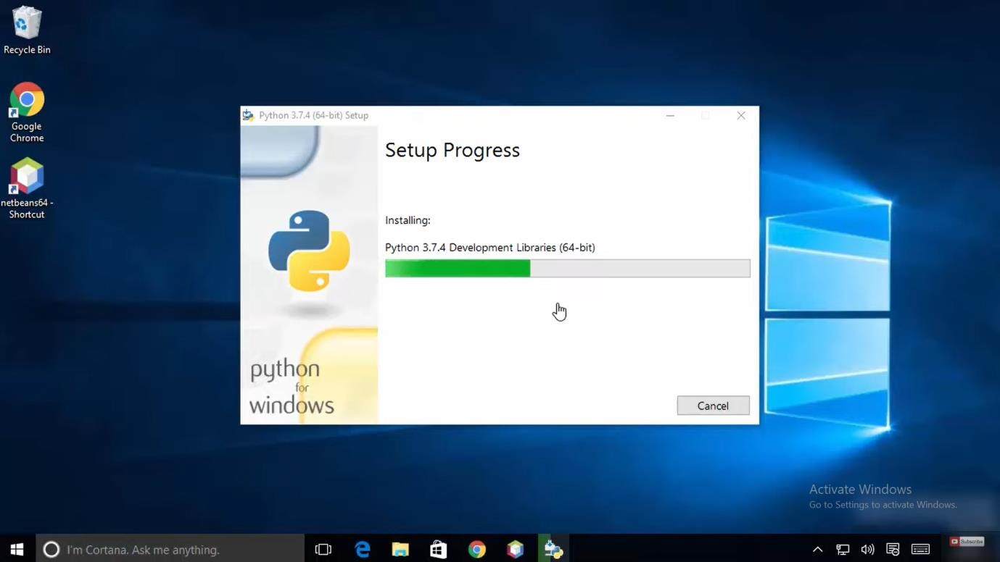 Recycle Bin
Google
Chrome
netbeans64 -
Shortcut
Python 3.7.4 (64-bit) Setup
Setup Progress
Installing:
Python 3.7.4 Development Libraries (64-bit)
python
for
windows
Cancel
Activate Windows
Go to Settings to activate Windows.
I'm Cortana. Ask me anything.
Subscribe